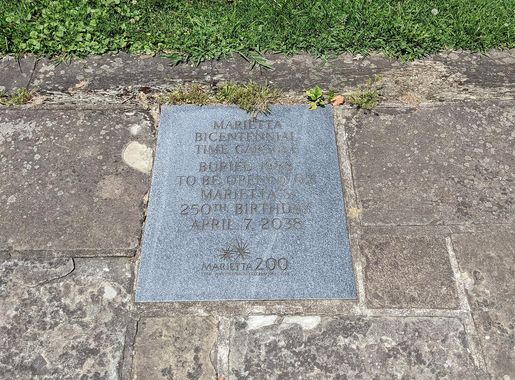 MARIETTA
BICENTENNIAL
TIME CAPSULE
BURIED 1988
TO BE OPENED ON
MARIETTA'S
250TH BIRTHDAY
APRIL 7, 2038
MARIETTA 200